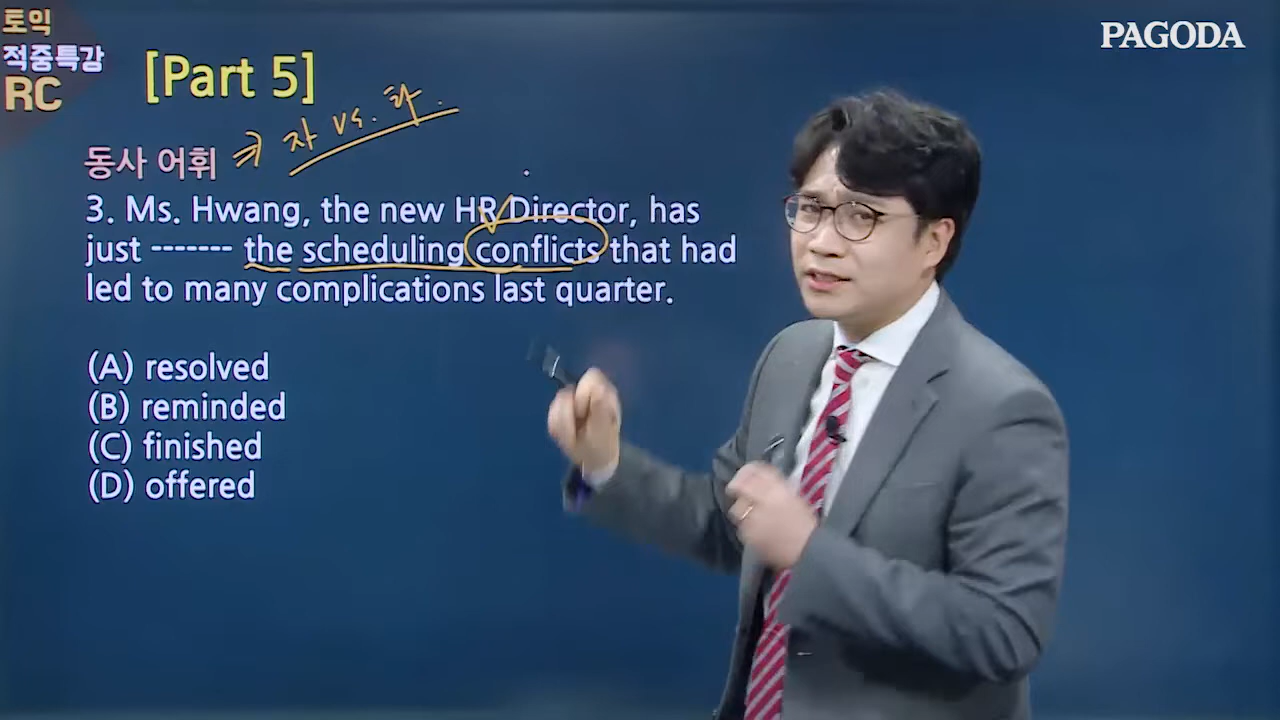 토익
적중특강
RC
PAGODA
[Part 5]
동사 어휘 ⇒ 자 vs. 타.
3. Ms. Hwang, the new HR Director, has
just ------- the scheduling conflicts that had
led to many complications last quarter.
(A) resolved
(B) reminded
(C) finished
(D) offered